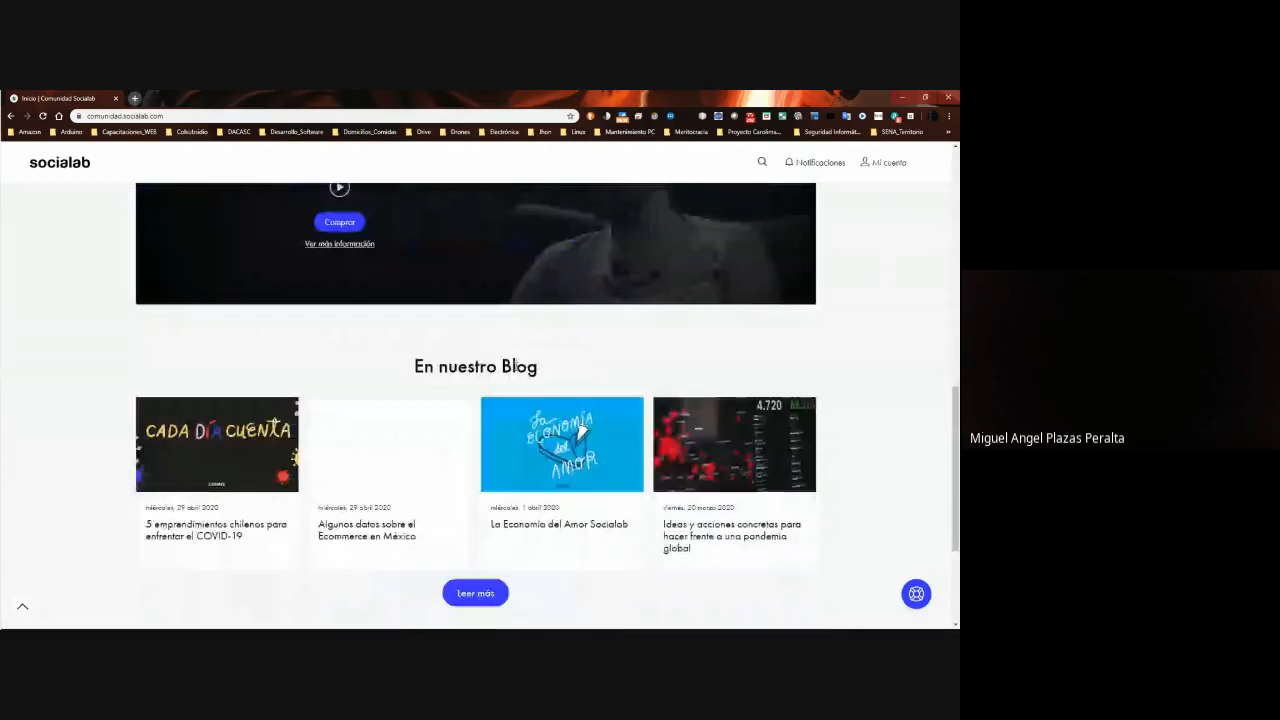 Inicio | Comunidad Socialab
comunidad.socialab.com
Amazon Arduino Capacitaciones_WEB Colsubsidio DACASC Desarrollo_Software Domicilios_Comidas Drive Drones Electrónica Jhon Linux Mantenimiento PC Meritocracia Proyecto Carolima... Seguridad Informát... SENA_Territorio »
socialab Notificaciones Mi cuenta
Comprar
Ver más información
En nuestro Blog
CADA DÍA CUENTA
La ECONOMÍA del AMOR
4.720
miércoles, 29 abril 2020
5 emprendimientos chilenos para
enfrentar el COVID-19
miércoles, 29 abril 2020
Algunos datos sobre el
Ecommerce en México
miércoles, 1 abril 2020
La Economía del Amor Socialab
viernes, 20 marzo 2020
Ideas y acciones concretas para
hacer frente a una pandemia
global
Leer más
Miguel Angel Plazas Peralta